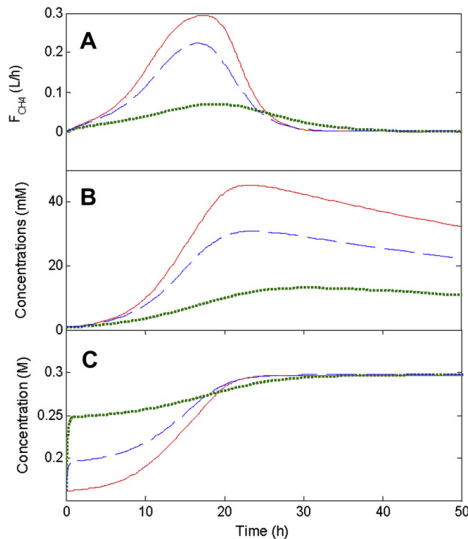 0.3
0.2
0.1
0
F_CH4 (L/h)
A
40
20
0
Concentrations (mM)
B
0.3
0.25
0.2
Concentration (M)
C
0 10 20 30 40 50
Time (h)